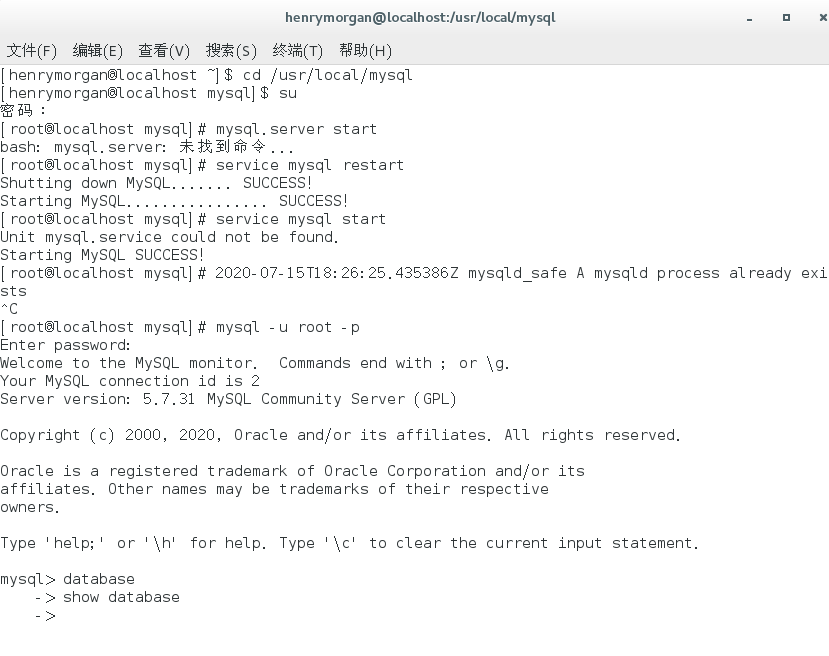 henrymorgan@localhost:/usr/local/mysql
文件(F) 编辑(E) 查看(V) 搜索(S) 终端(T) 帮助(H)
[henrymorgan@localhost ~]$ cd /usr/local/mysql
[henrymorgan@localhost mysql]$ su
密码：
[root@localhost mysql]# mysql.server start
bash: mysql.server: 未找到命令...
[root@localhost mysql]# service mysql restart
Shutting down MySQL....... SUCCESS!
Starting MySQL................ SUCCESS!
[root@localhost mysql]# service mysql start
Unit mysql.service could not be found.
Starting MySQL SUCCESS!
[root@localhost mysql]# 2020-07-15T18:26:25.435386Z mysqld_safe A mysqld process already exi
sts
^C
[root@localhost mysql]# mysql -u root -p
Enter password:
Welcome to the MySQL monitor.  Commands end with ; or \g.
Your MySQL connection id is 2
Server version: 5.7.31 MySQL Community Server (GPL)
Copyright (c) 2000, 2020, Oracle and/or its affiliates. All rights reserved.
Oracle is a registered trademark of Oracle Corporation and/or its
affiliates. Other names may be trademarks of their respective
owners.
Type 'help;' or '\h' for help. Type '\c' to clear the current input statement.
mysql> database
    -> show database
    ->